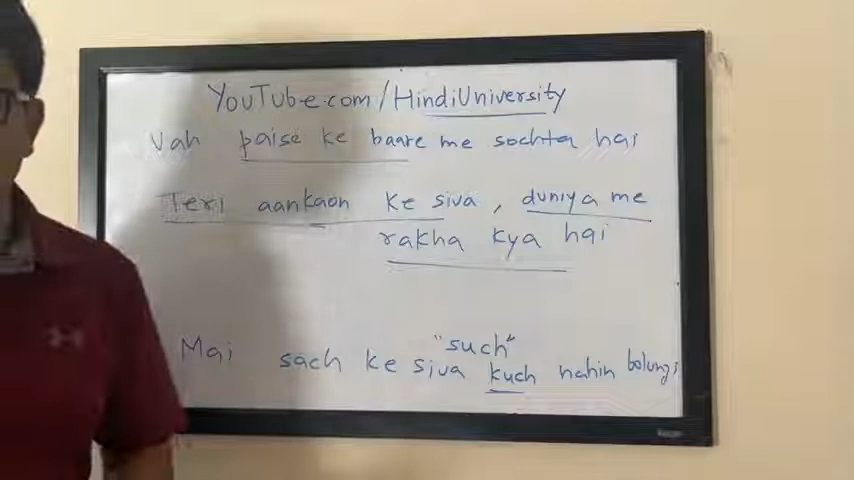 YouTube.com/HindiUniversity
Vah paise ke baare me sochta hai
Teri aankaon ke siva, duniya me
rakha kya hai
"such"
Mai sach ke siva kuch nahin bolunga